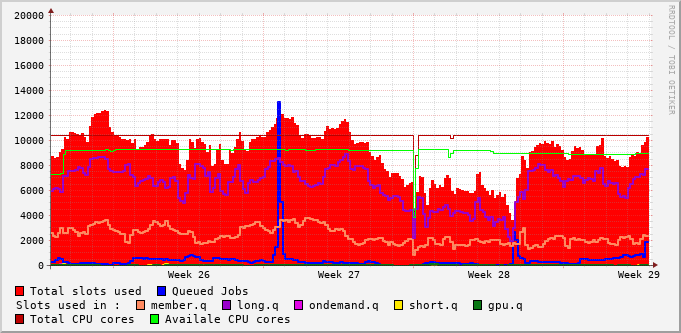 20000
18000
16000
14000
12000
10000
8000
6000
4000
2000
0
Week 26 Week 27 Week 28 Week 29
RRDTOOL / TOBI OETIKER
Total slots used Queued Jobs
Slots used in : member.q long.q ondemand.q short.q gpu.q
Total CPU cores Availale CPU cores